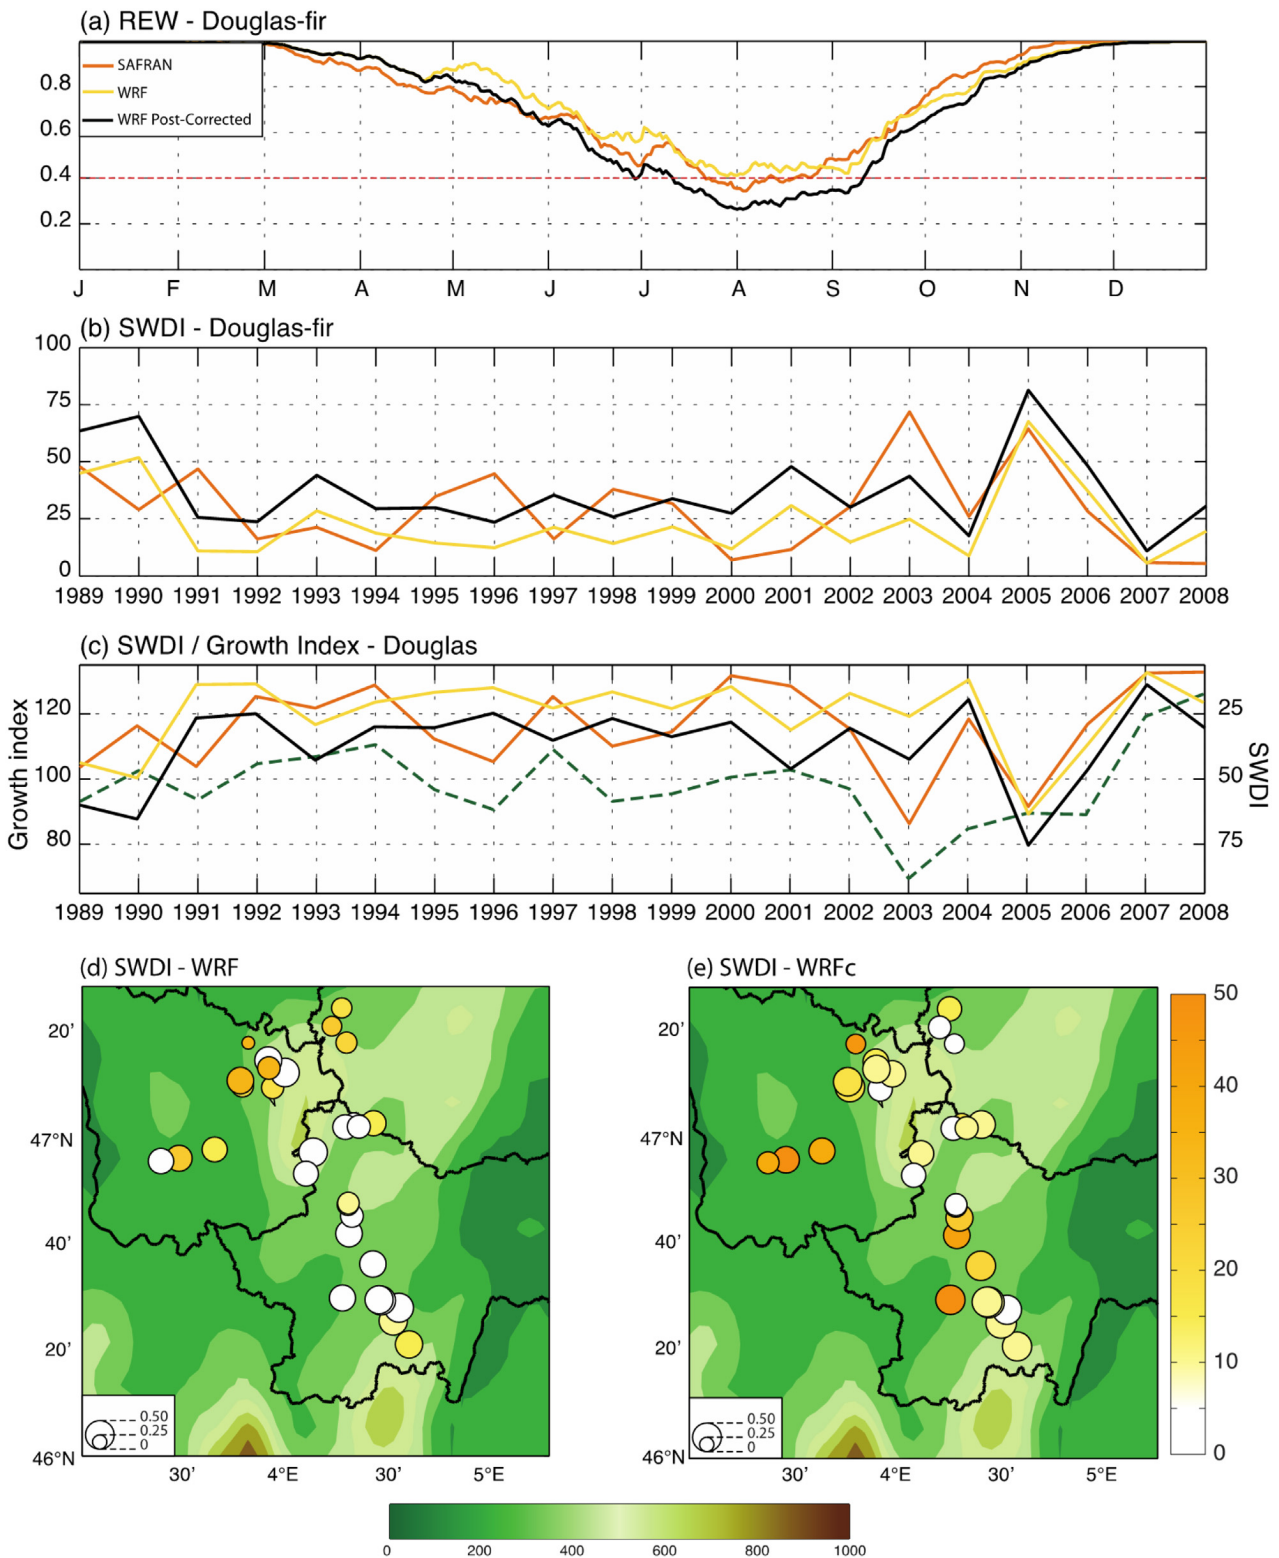 (a) REW - Douglas-fir
SAFRAN
WRF
WRF Post-Corrected
0.8
0.6
0.4
0.2
J F M A M J J A S O N D
(b) SWDI - Douglas-fir
100
75
50
25
0
1989 1990 1991 1992 1993 1994 1995 1996 1997 1998 1999 2000 2001 2002 2003 2004 2005 2006 2007 2008
(c) SWDI / Growth Index - Douglas
Growth index
120
100
80
25
50
75
SWDI
1989 1990 1991 1992 1993 1994 1995 1996 1997 1998 1999 2000 2001 2002 2003 2004 2005 2006 2007 2008
(d) SWDI - WRF
20'
47°N
40'
20'
46°N
0.50
0.25
0
30' 4°E 30' 5°E
(e) SWDI - WRFc
20'
47°N
40'
20'
46°N
0.50
0.25
0
30' 4°E 30' 5°E
50
40
30
20
10
0
0 200 400 600 800 1000